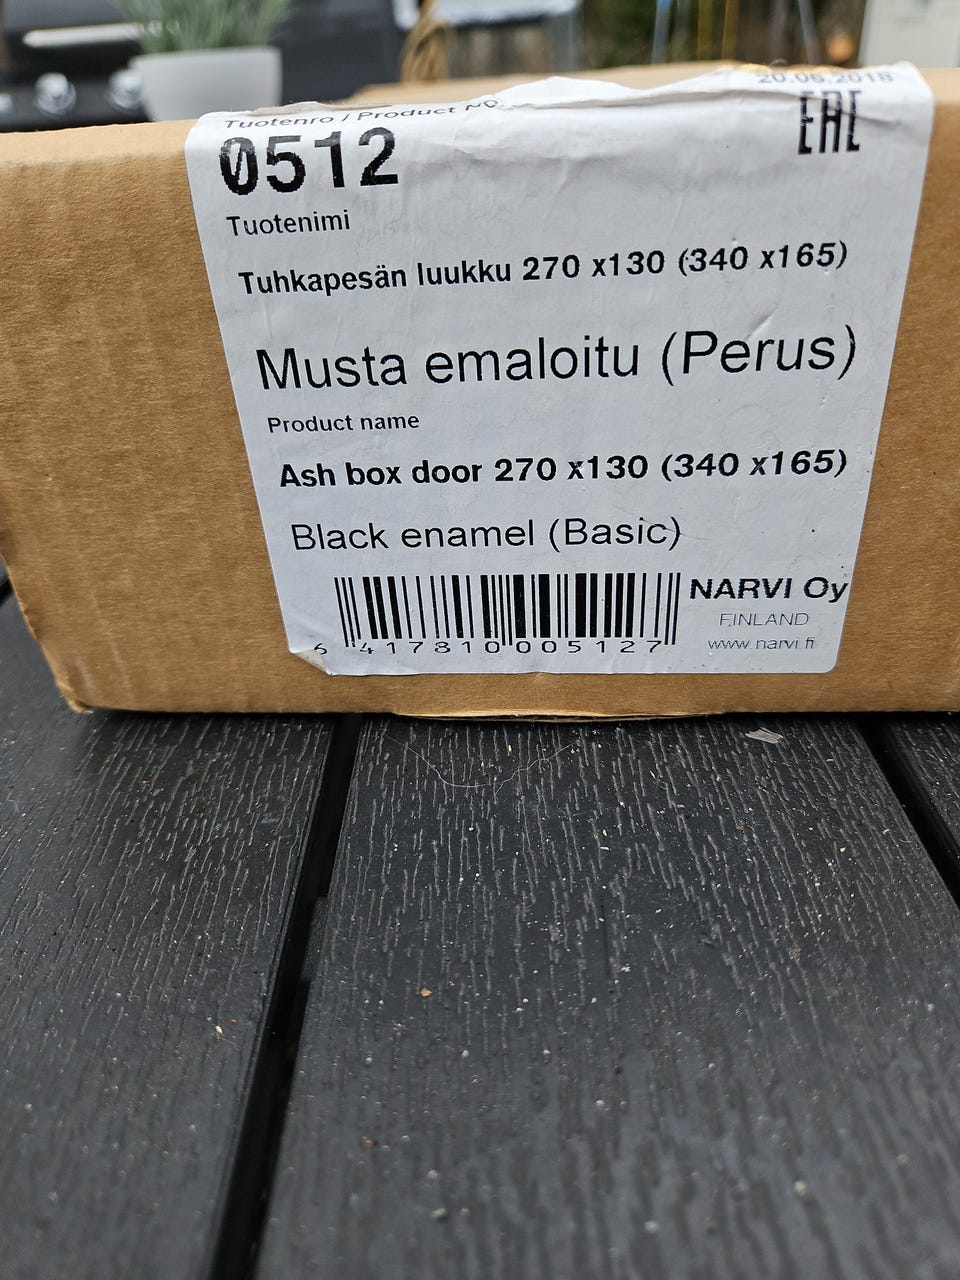 20.06.2018
Tuotenro / Product NO
EAC
0512
Tuotenimi
Tuhkapesän luukku 270 x130 (340 x165)
Musta emaloitu (Perus)
Product name
Ash box door 270 x130 (340 x165)
Black enamel (Basic)
NARVI Oy
FINLAND
www.narvi.fi
6 417810 005127